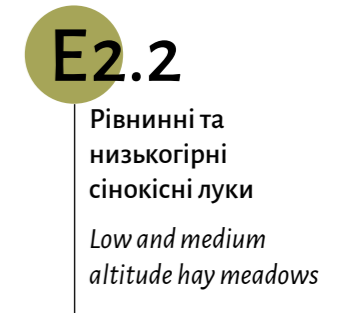 E2.2
Рівнинні та
низькогірні
сінокісні луки
Low and medium
altitude hay meadows